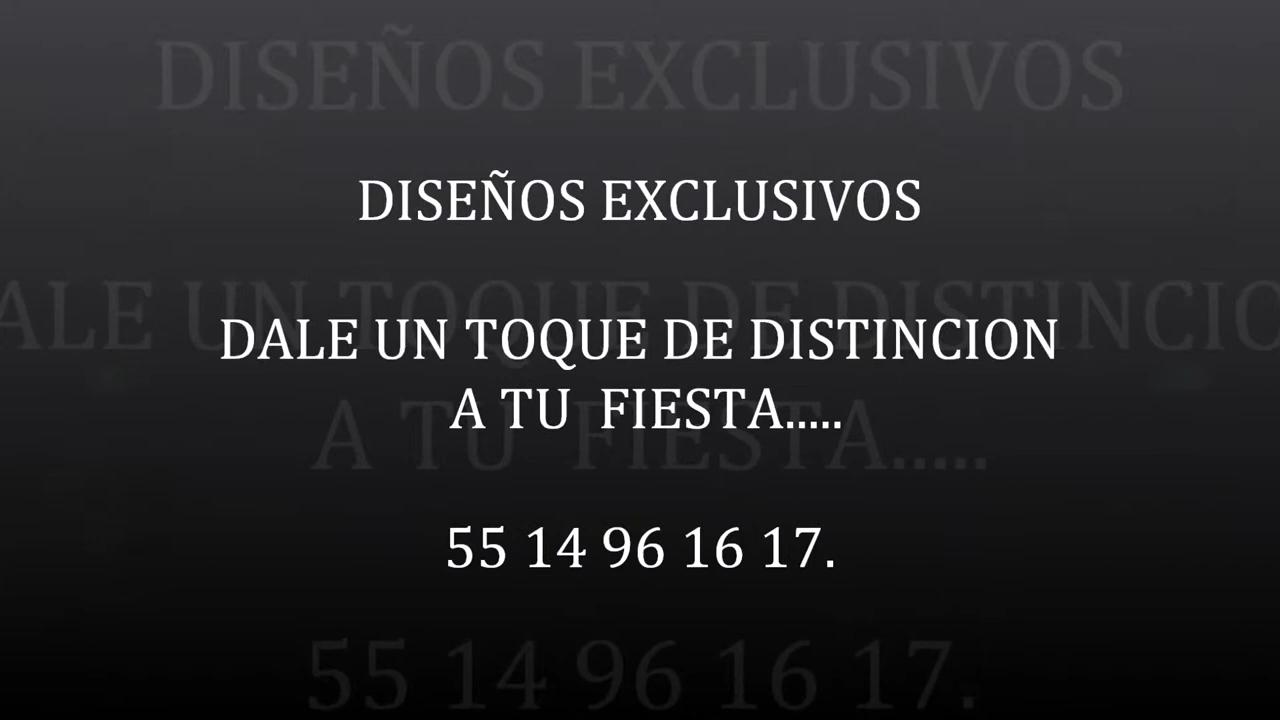 DISEÑOS EXCLUSIVOS
DALE UN TOQUE DE DISTINCION
A TU  FIESTA.....
55 14 96 16 17.